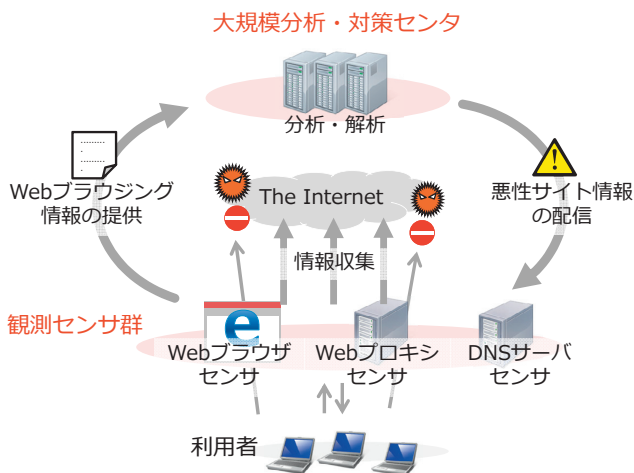 大規模分析・対策センタ
分析・解析
Webブラウジング
情報の提供
The Internet
悪性サイト情報
の配信
情報収集
観測センサ群
e
Webブラウザ
センサ
Webプロキシ
センサ
DNSサーバ
センサ
利用者